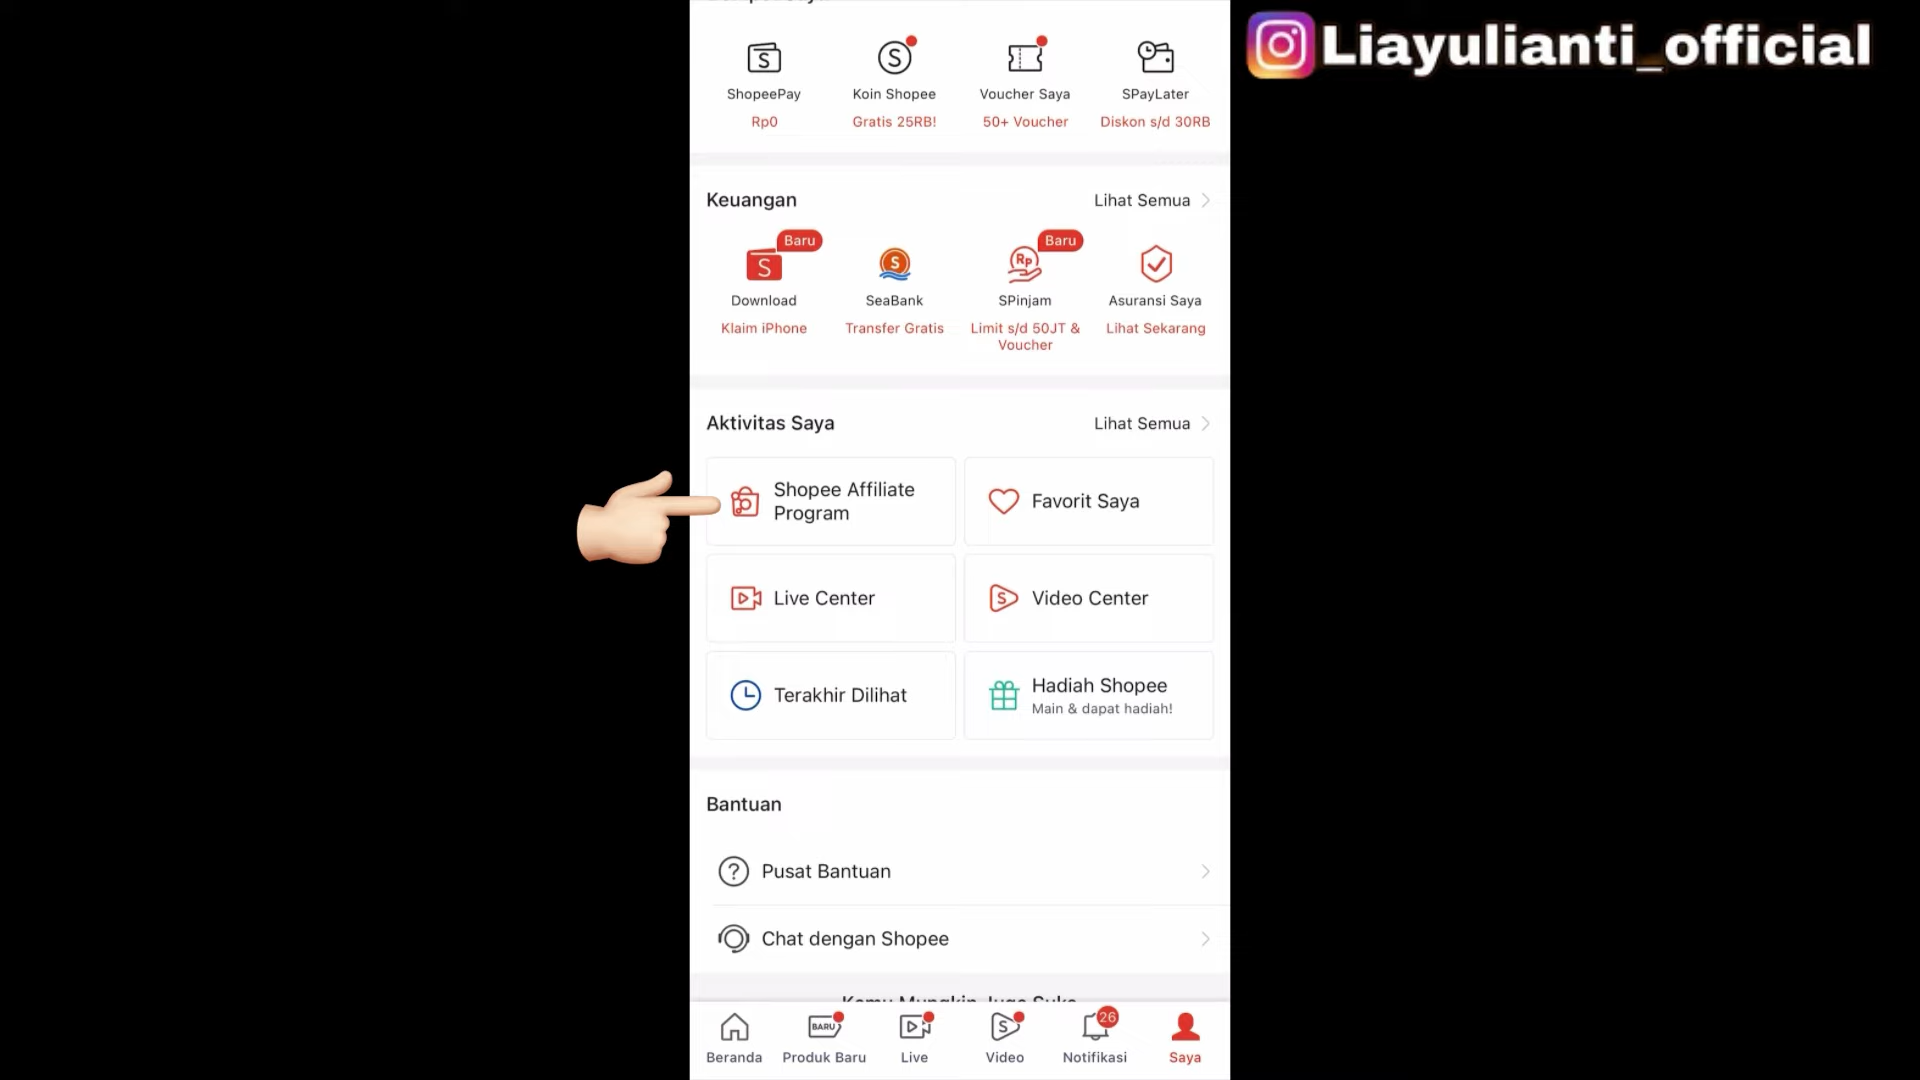 Liayulianti_official
ShopeePay
Koin Shopee
Voucher Saya
SPayLater
Rp0
Gratis 25RB!
50+ Voucher
Diskon s/d 30RB
Keuangan
Lihat Semua
Baru
Baru
S
S
Rp
Download
SeaBank
SPinjam
Asuransi Saya
Klaim iPhone
Transfer Gratis
Limit s/d 50JT &
Voucher
Lihat Sekarang
Aktivitas Saya
Lihat Semua
Shopee Affiliate
Program
Favorit Saya
Live Center
Video Center
Terakhir Dilihat
Hadiah Shopee
Main & dapat hadiah!
Bantuan
Pusat Bantuan
Chat dengan Shopee
Kamu Mungkin Juga Suka
BARU
26
Beranda
Produk Baru
Live
Video
Notifikasi
Saya